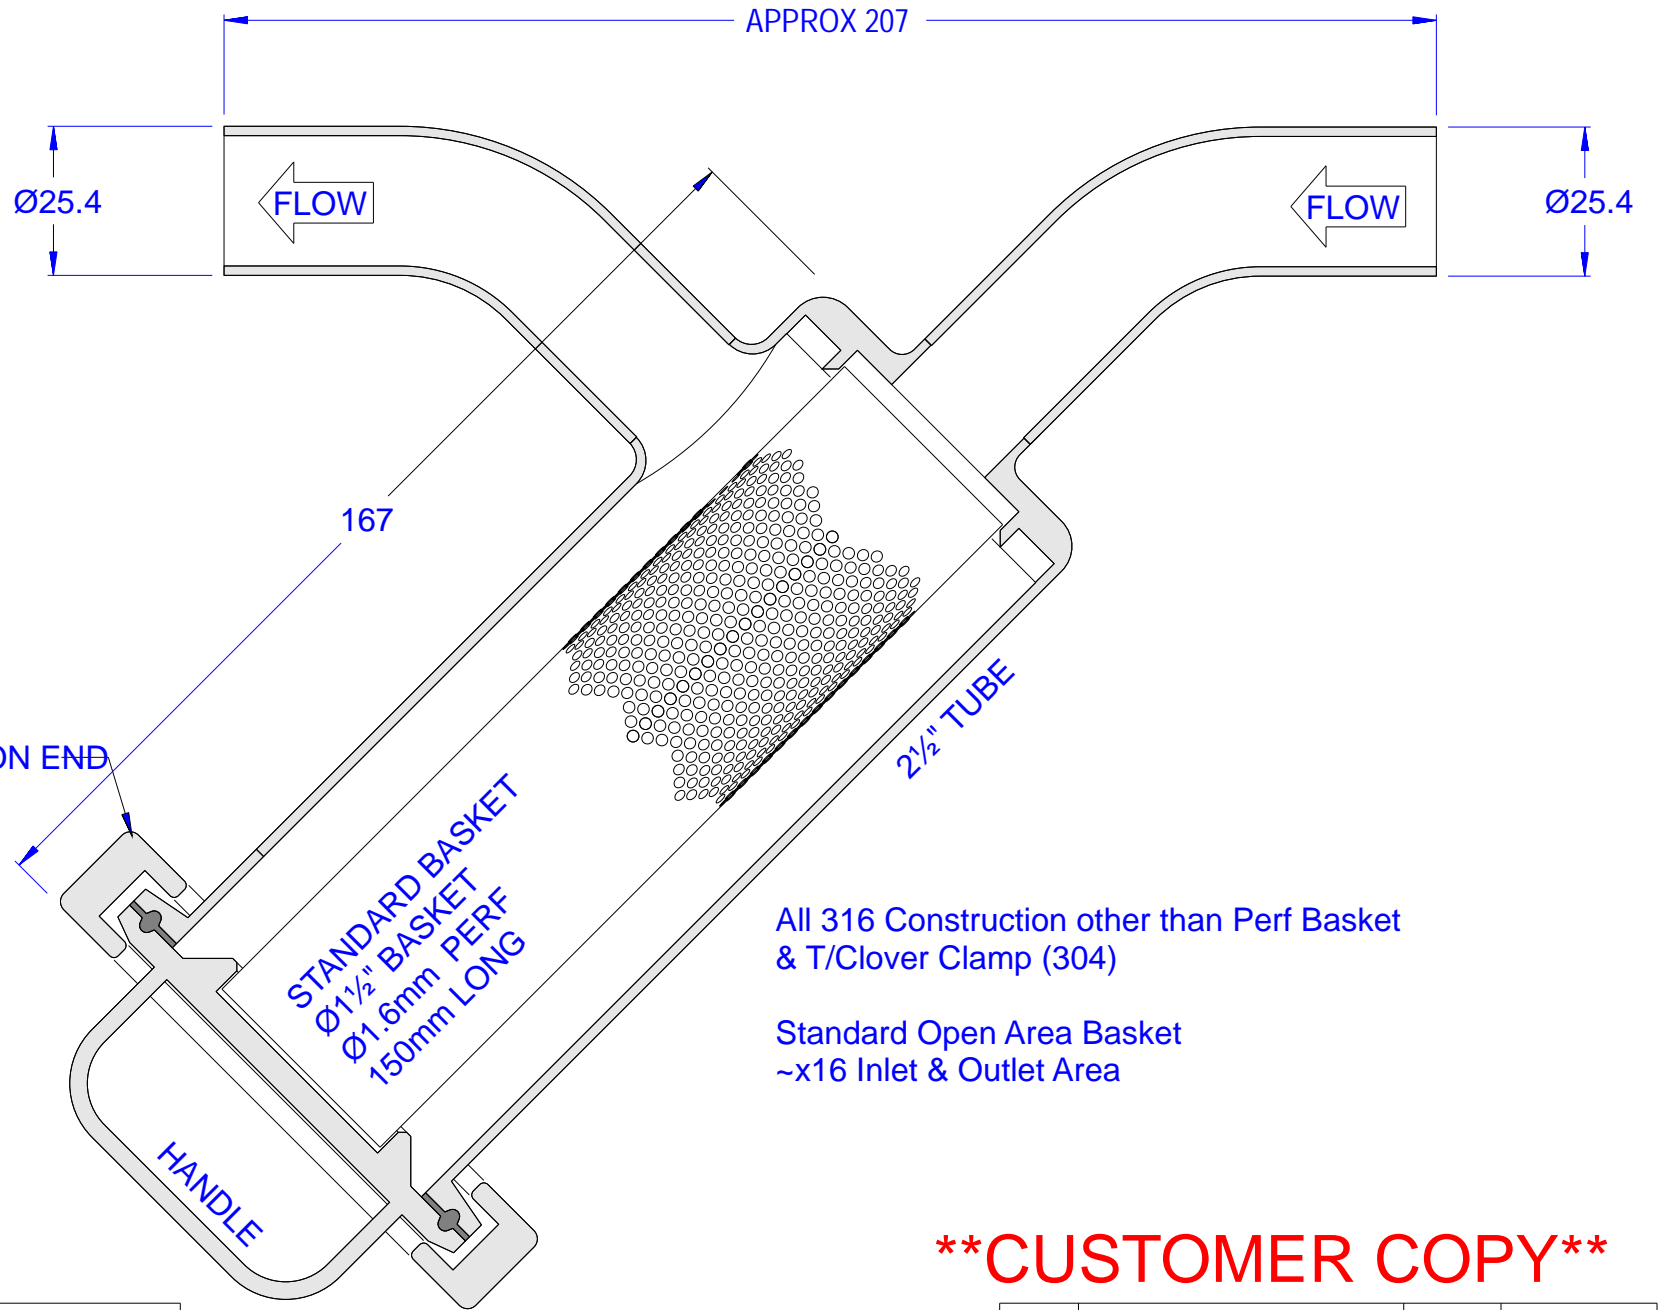 APPROX 207
Ø25.4
FLOW
FLOW
Ø25.4
167
ON END
2½" TUBE
STANDARD BASKET
Ø1½" BASKET
Ø1.6mm PERF
150mm LONG
All 316 Construction other than Perf Basket
& T/Clover Clamp (304)
Standard Open Area Basket
~x16 Inlet & Outlet Area
HANDLE
**CUSTOMER COPY**